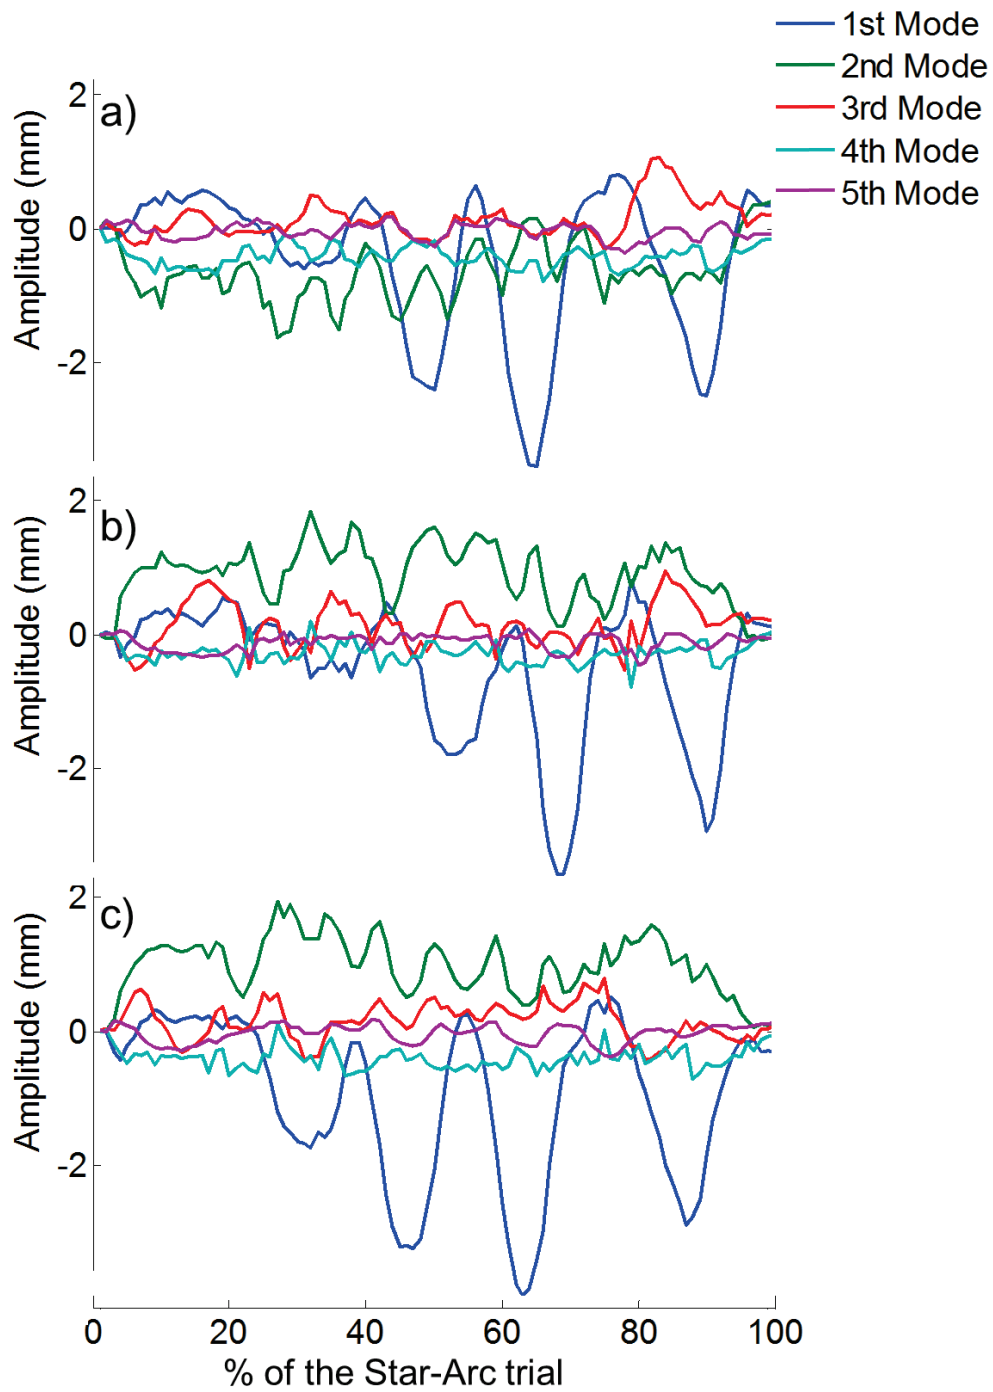 1st Mode
2nd Mode
3rd Mode
4th Mode
5th Mode
a)
Amplitude (mm)
2
0
-2
b)
Amplitude (mm)
2
0
-2
c)
Amplitude (mm)
2
0
-2
0 20 40 60 80 100
% of the Star-Arc trial